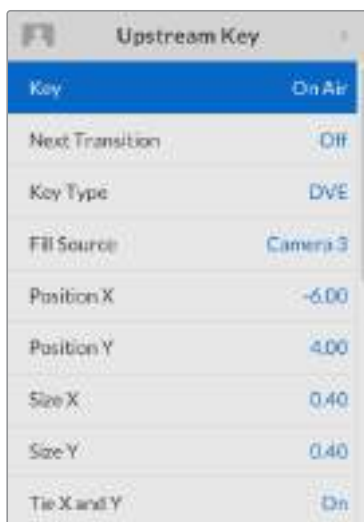 Upstream Key
Key On Air
Next Transition Off
Key Type DVE
Fill Source Camera 3
Position X -6.00
Position Y 4.00
Size X 0.40
Size Y 0.40
Tie X and Y On